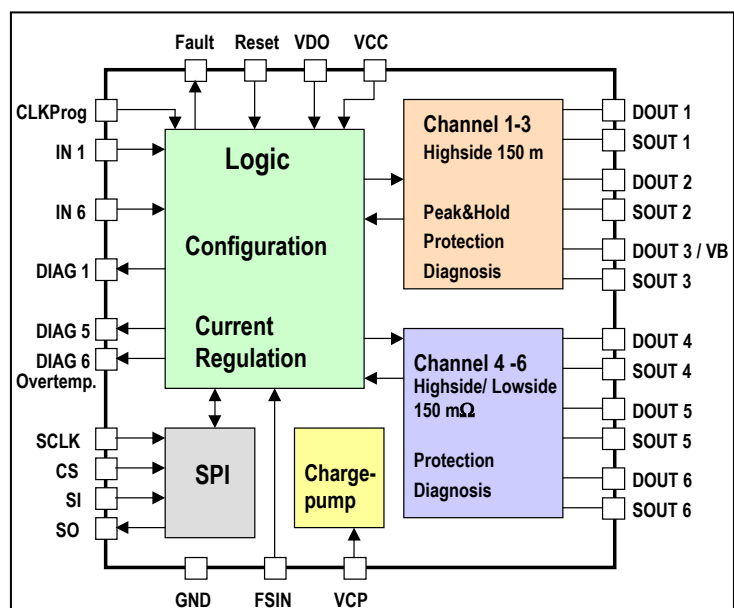 Fault Reset VDO VCC
CLKProg
IN 1
IN 6
DIAG 1
DIAG 5
DIAG 6
Overtemp.
SCLK
CS
SI
SO
Logic
Configuration
Current
Regulation
SPI
Charge-
pump
Channel 1-3
Highside 150 m
Peak&Hold
Protection
Diagnosis
Channel 4 -6
Highside/ Lowside
150 mΩ
Protection
Diagnosis
DOUT 1
SOUT 1
DOUT 2
SOUT 2
DOUT 3 / VB
SOUT 3
DOUT 4
SOUT 4
DOUT 5
SOUT 5
DOUT 6
SOUT 6
GND FSIN VCP